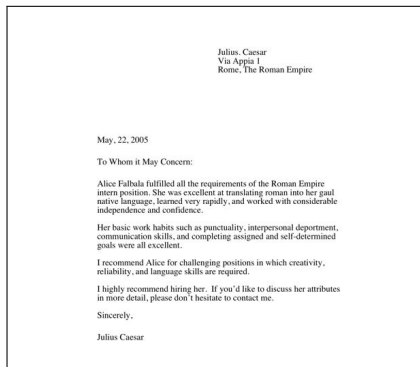 Julius. Caesar
Via Appia 1
Rome, The Roman Empire
May, 22, 2005
To Whom it May Concern:
Alice Falbala fulfilled all the requirements of the Roman Empire
intern position. She was excellent at translating roman into her gaul
native language, learned very rapidly, and worked with considerable
independence and confidence.
Her basic work habits such as punctuality, interpersonal deportment,
communication skills, and completing assigned and self-determined
goals were all excellent.
I recommend Alice for challenging positions in which creativity,
reliability, and language skills are required.
I highly recommend hiring her. If you'd like to discuss her attributes
in more detail, please don't hesitate to contact me.
Sincerely,
Julius Caesar